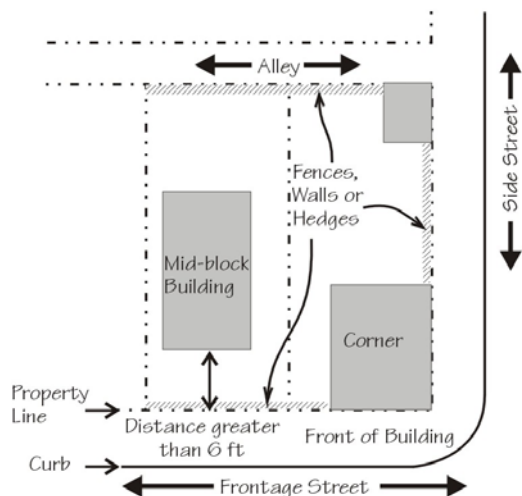 Alley
Side Street
Fences,
Walls or
Hedges
Mid-block
Building
Corner
Property
Line
Distance greater
than 6 ft
Front of Building
Curb
Frontage Street